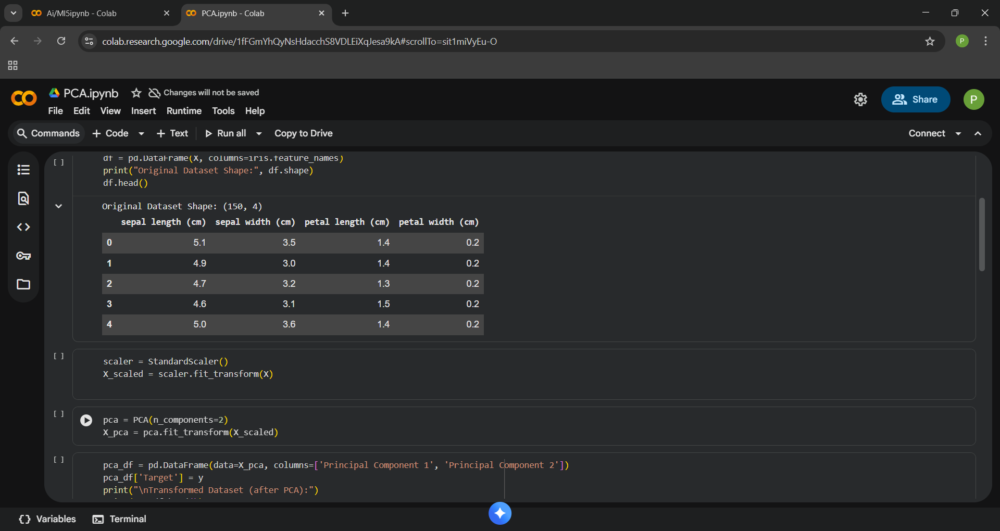 Ai/Ml5ipynb - Colab
PCA.ipynb - Colab
colab.research.google.com/drive/1fFGmYhQyNsHdacchS8VDLEiXqJesa9kA#scrollTo=sit1miVyEu-O
P
PCA.ipynb
Changes will not be saved
File Edit View Insert Runtime Tools Help
Share
P
Commands + Code + Text Run all Copy to Drive
Connect
[ ]
df = pd.DataFrame(X, columns=iris.feature_names)
print("Original Dataset Shape:", df.shape)
df.head()
Original Dataset Shape: (150, 4)
sepal length (cm) sepal width (cm) petal length (cm) petal width (cm)
0 5.1 3.5 1.4 0.2
1 4.9 3.0 1.4 0.2
2 4.7 3.2 1.3 0.2
3 4.6 3.1 1.5 0.2
4 5.0 3.6 1.4 0.2
[ ]
scaler = StandardScaler()
X_scaled = scaler.fit_transform(X)
[ ]
pca = PCA(n_components=2)
X_pca = pca.fit_transform(X_scaled)
[ ]
pca_df = pd.DataFrame(data=X_pca, columns=['Principal Component 1', 'Principal Component 2'])
pca_df['Target'] = y
print("\nTransformed Dataset (after PCA):")
Variables
Terminal